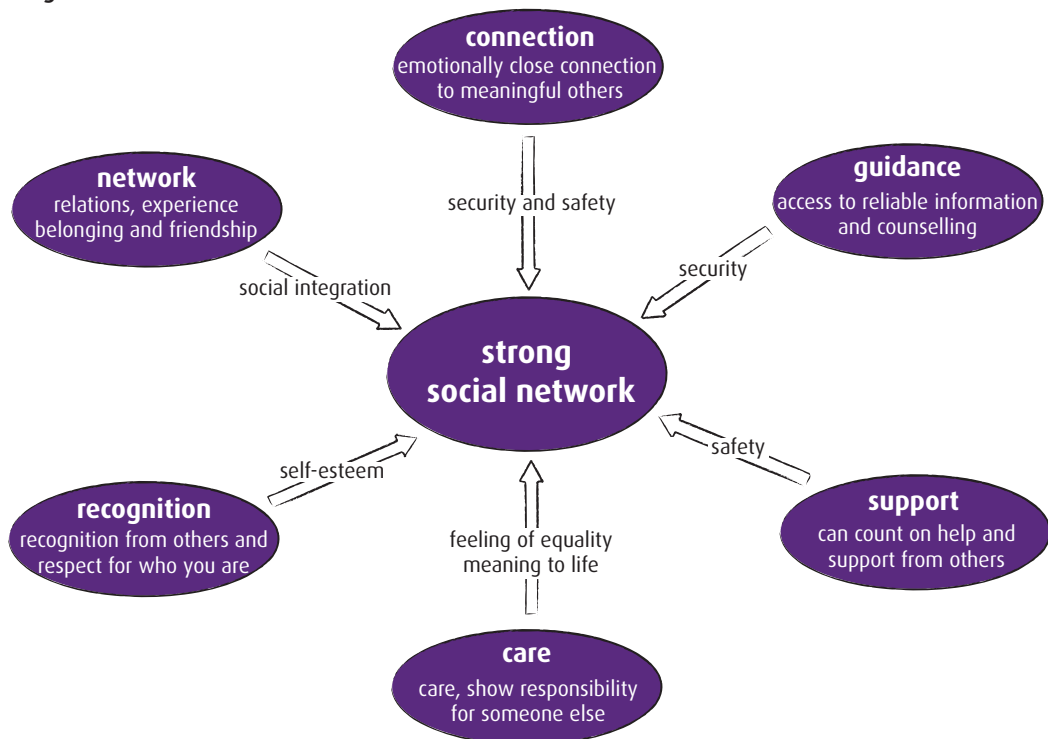 connection
emotionally close connection
to meaningful others
network
relations, experience
belonging and friendship
guidance
access to reliable information
and counselling
security and safety
social integration
security
strong
social network
self-esteem
safety
recognition
recognition from others and
respect for who you are
feeling of equality
meaning to life
support
can count on help and
support from others
care
care, show responsibility
for someone else